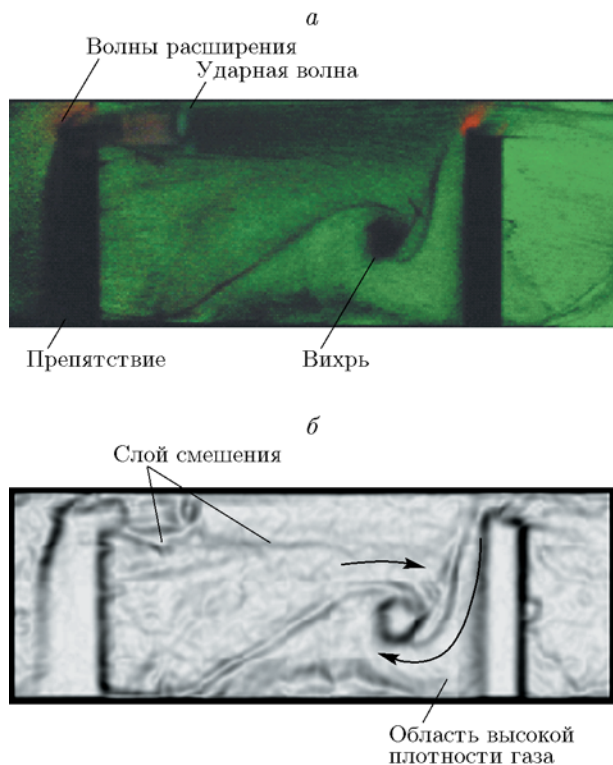 а
Волны расширения
Ударная волна
Препятствие
Вихрь
б
Слой смешения
Область высокой
плотности газа